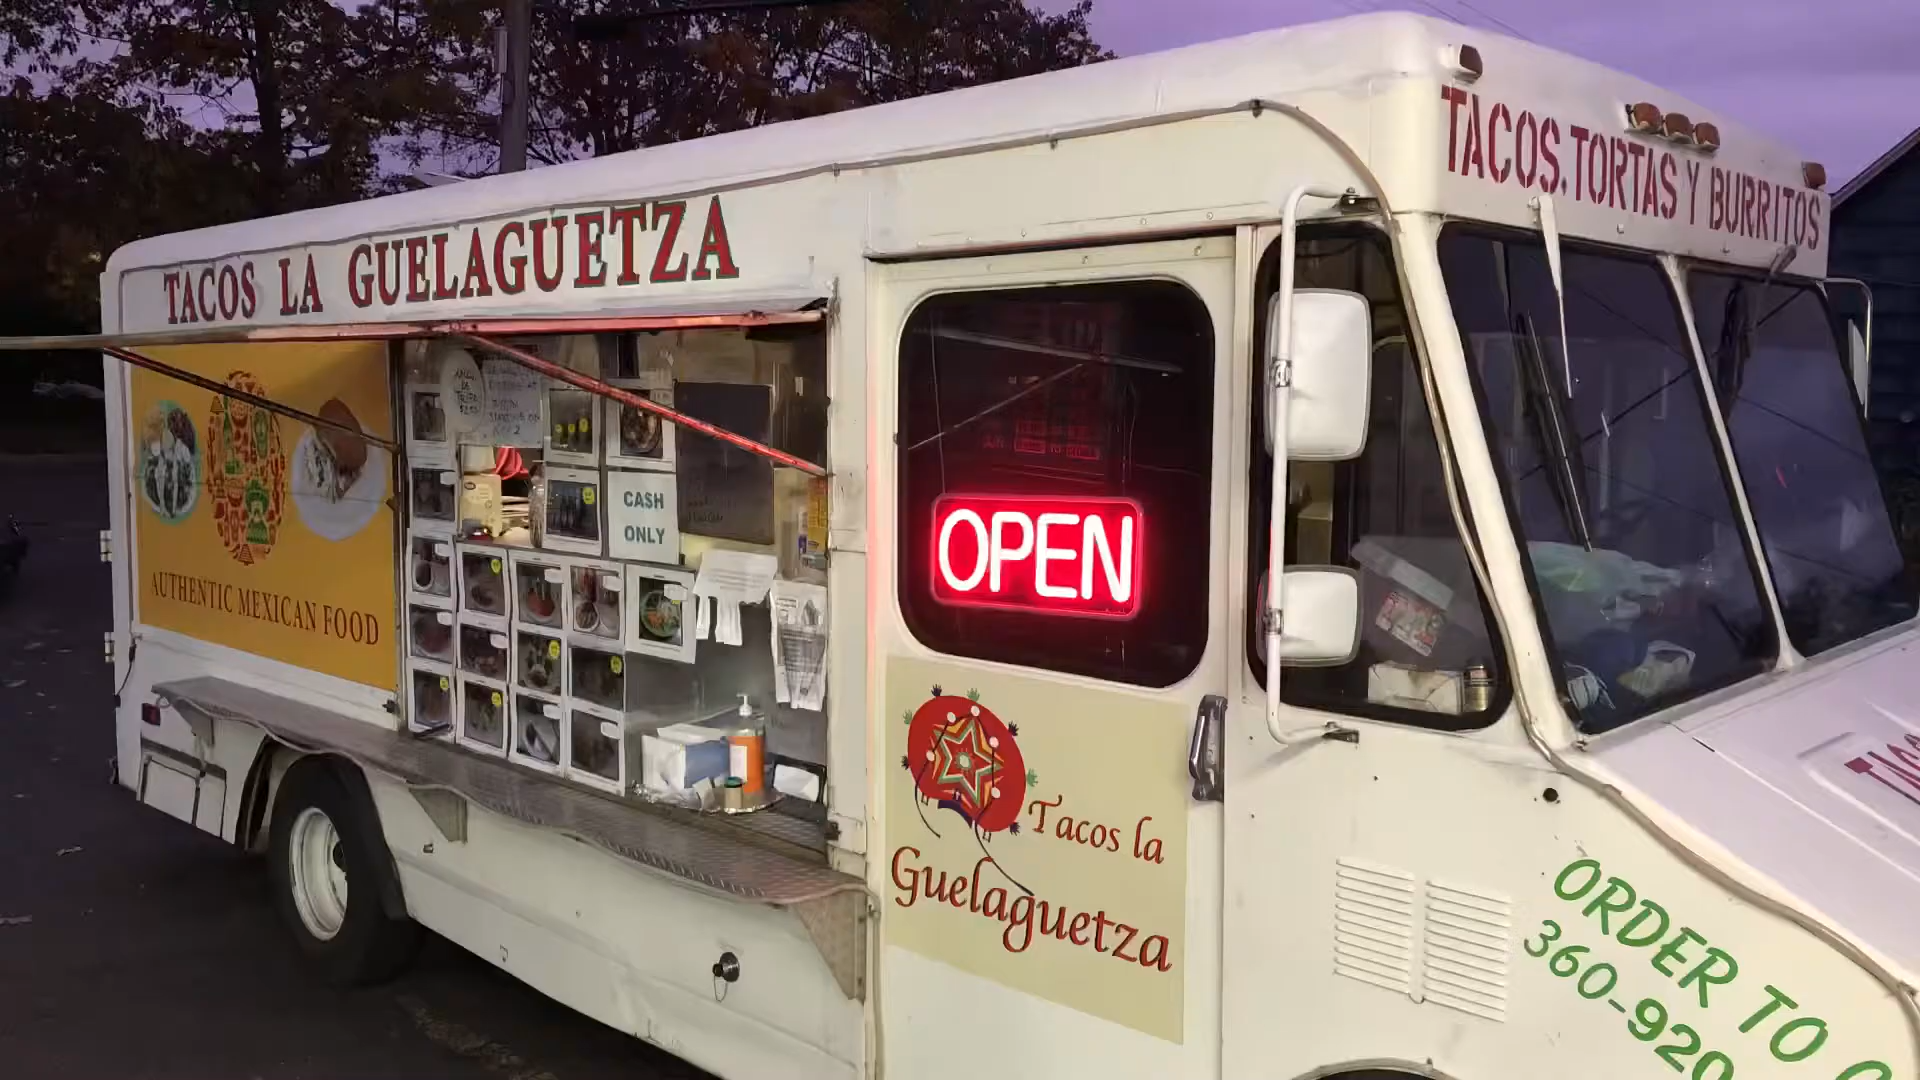 TACOS.TORTAS Y BURRITOS
TACOS LA GUELAGUETZA
CASH
ONLY
OPEN
AUTHENTIC MEXICAN FOOD
Tacos la
Guelaguetza
ORDER TO
360-920